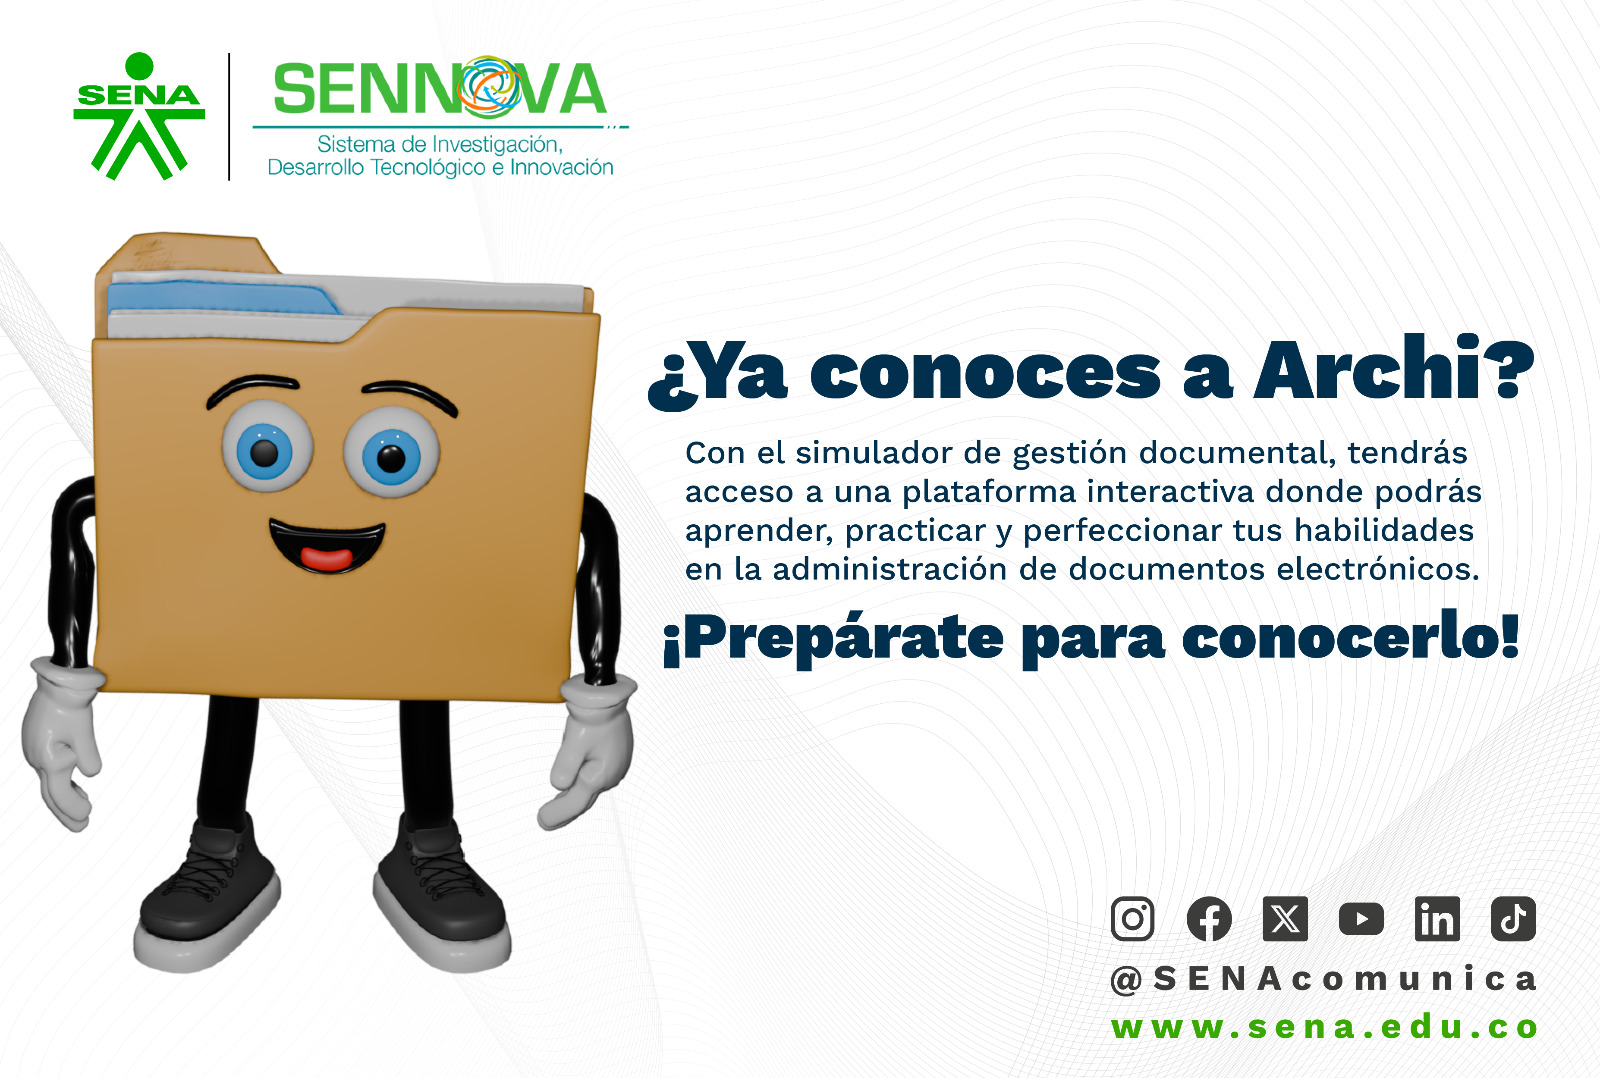 SENA
SENNOVA
Sistema de Investigación,
Desarrollo Tecnológico e Innovación
¿Ya conoces a Archi?
Con el simulador de gestión documental, tendrás
acceso a una plataforma interactiva donde podrás
aprender, practicar y perfeccionar tus habilidades
en la administración de documentos electrónicos.
¡Prepárate para conocerlo!
@SENAcomunica
www.sena.edu.co